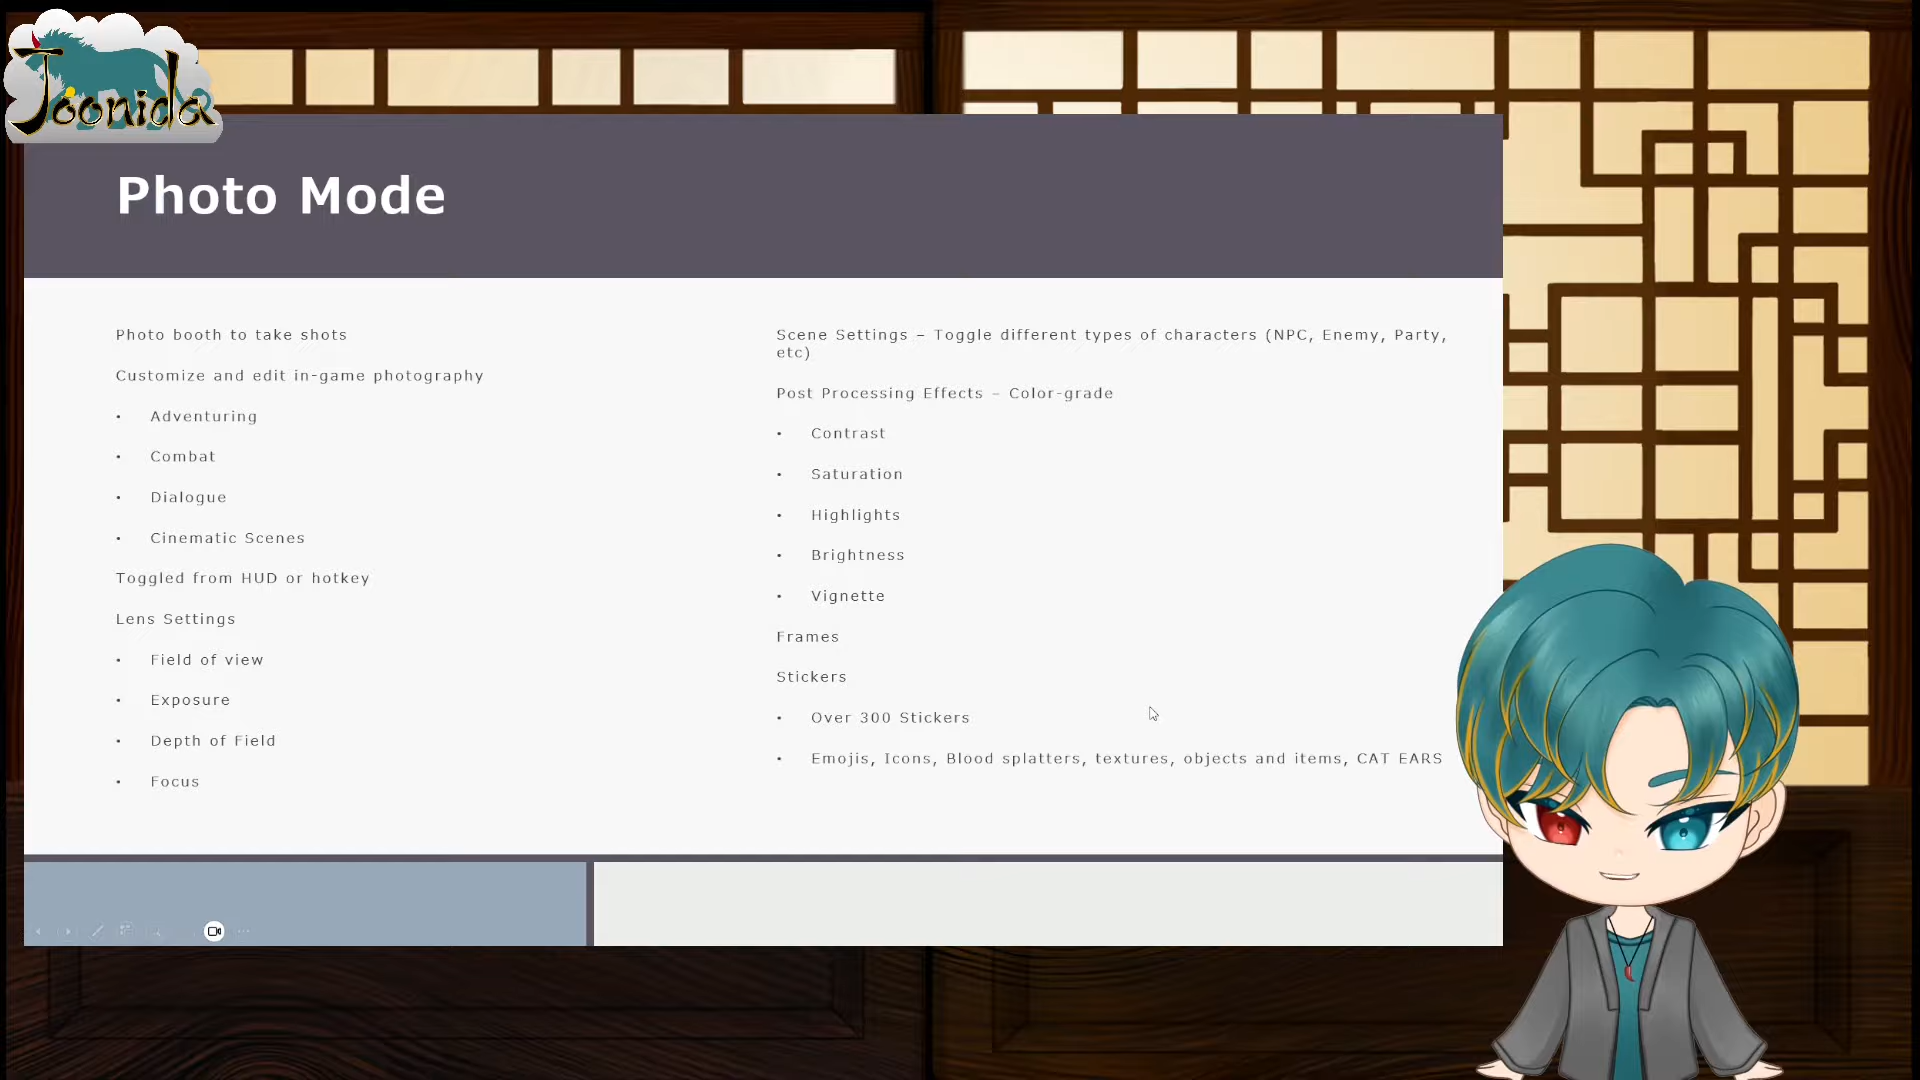 Joonida
Photo Mode
Photo booth to take shots
Customize and edit in-game photography
• Adventuring
• Combat
• Dialogue
• Cinematic Scenes
Toggled from HUD or hotkey
Lens Settings
• Field of view
• Exposure
• Depth of Field
• Focus
Scene Settings – Toggle different types of characters (NPC, Enemy, Party,
etc)
Post Processing Effects – Color-grade
• Contrast
• Saturation
• Highlights
• Brightness
• Vignette
Frames
Stickers
• Over 300 Stickers
• Emojis, Icons, Blood splatters, textures, objects and items, CAT EARS